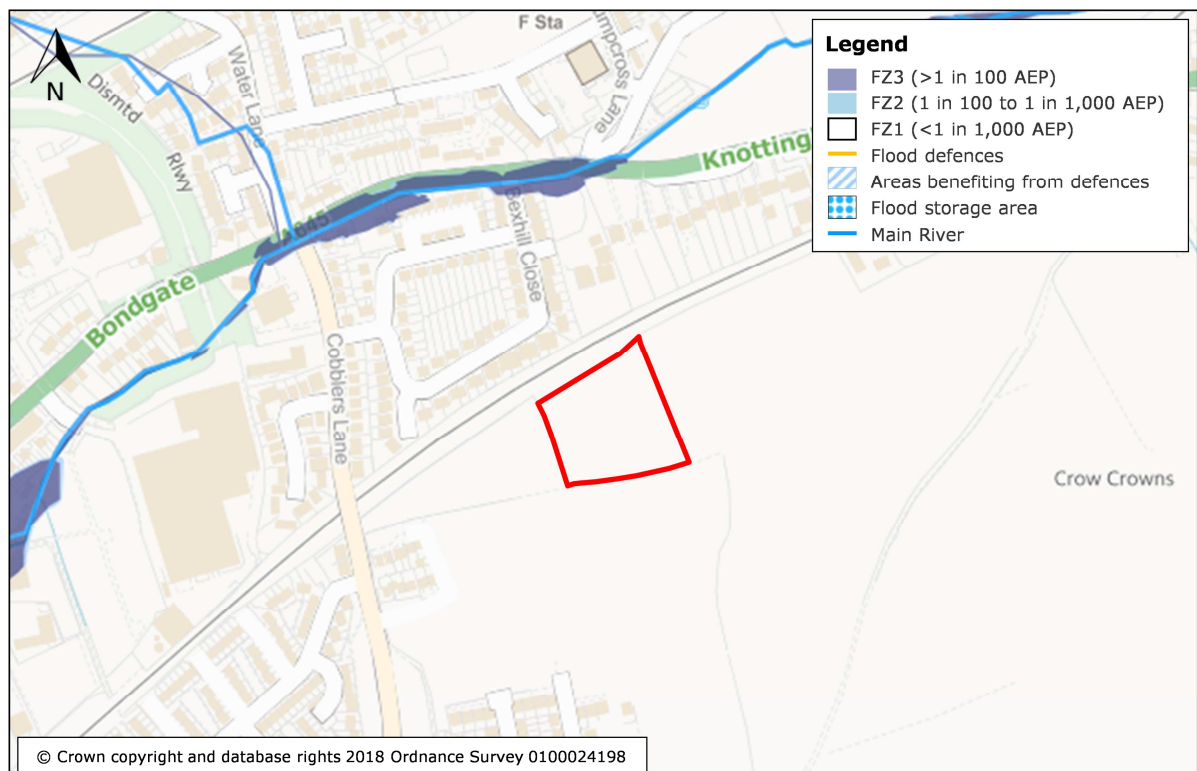 F Sta
Water Lane
Dismtd
Rlwy
N
Bondgate
A645
Cobblers Lane
Bexhill Close
Crow Crowns
Legend
FZ3 (>1 in 100 AEP)
FZ2 (1 in 100 to 1 in 1,000 AEP)
FZ1 (<1 in 1,000 AEP)
Flood defences
Areas benefiting from defences
Flood storage area
Main River
© Crown copyright and database rights 2018 Ordnance Survey 0100024198